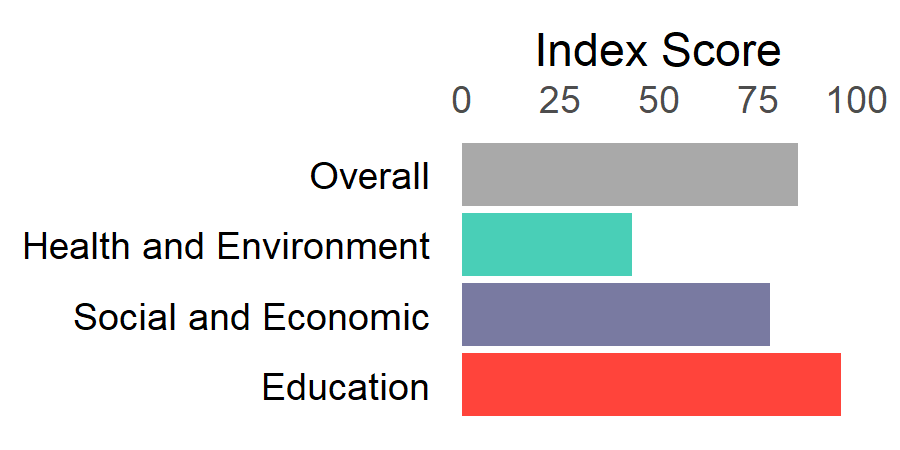 Index Score
0 25 50 75 100
Overall
Health and Environment
Social and Economic
Education